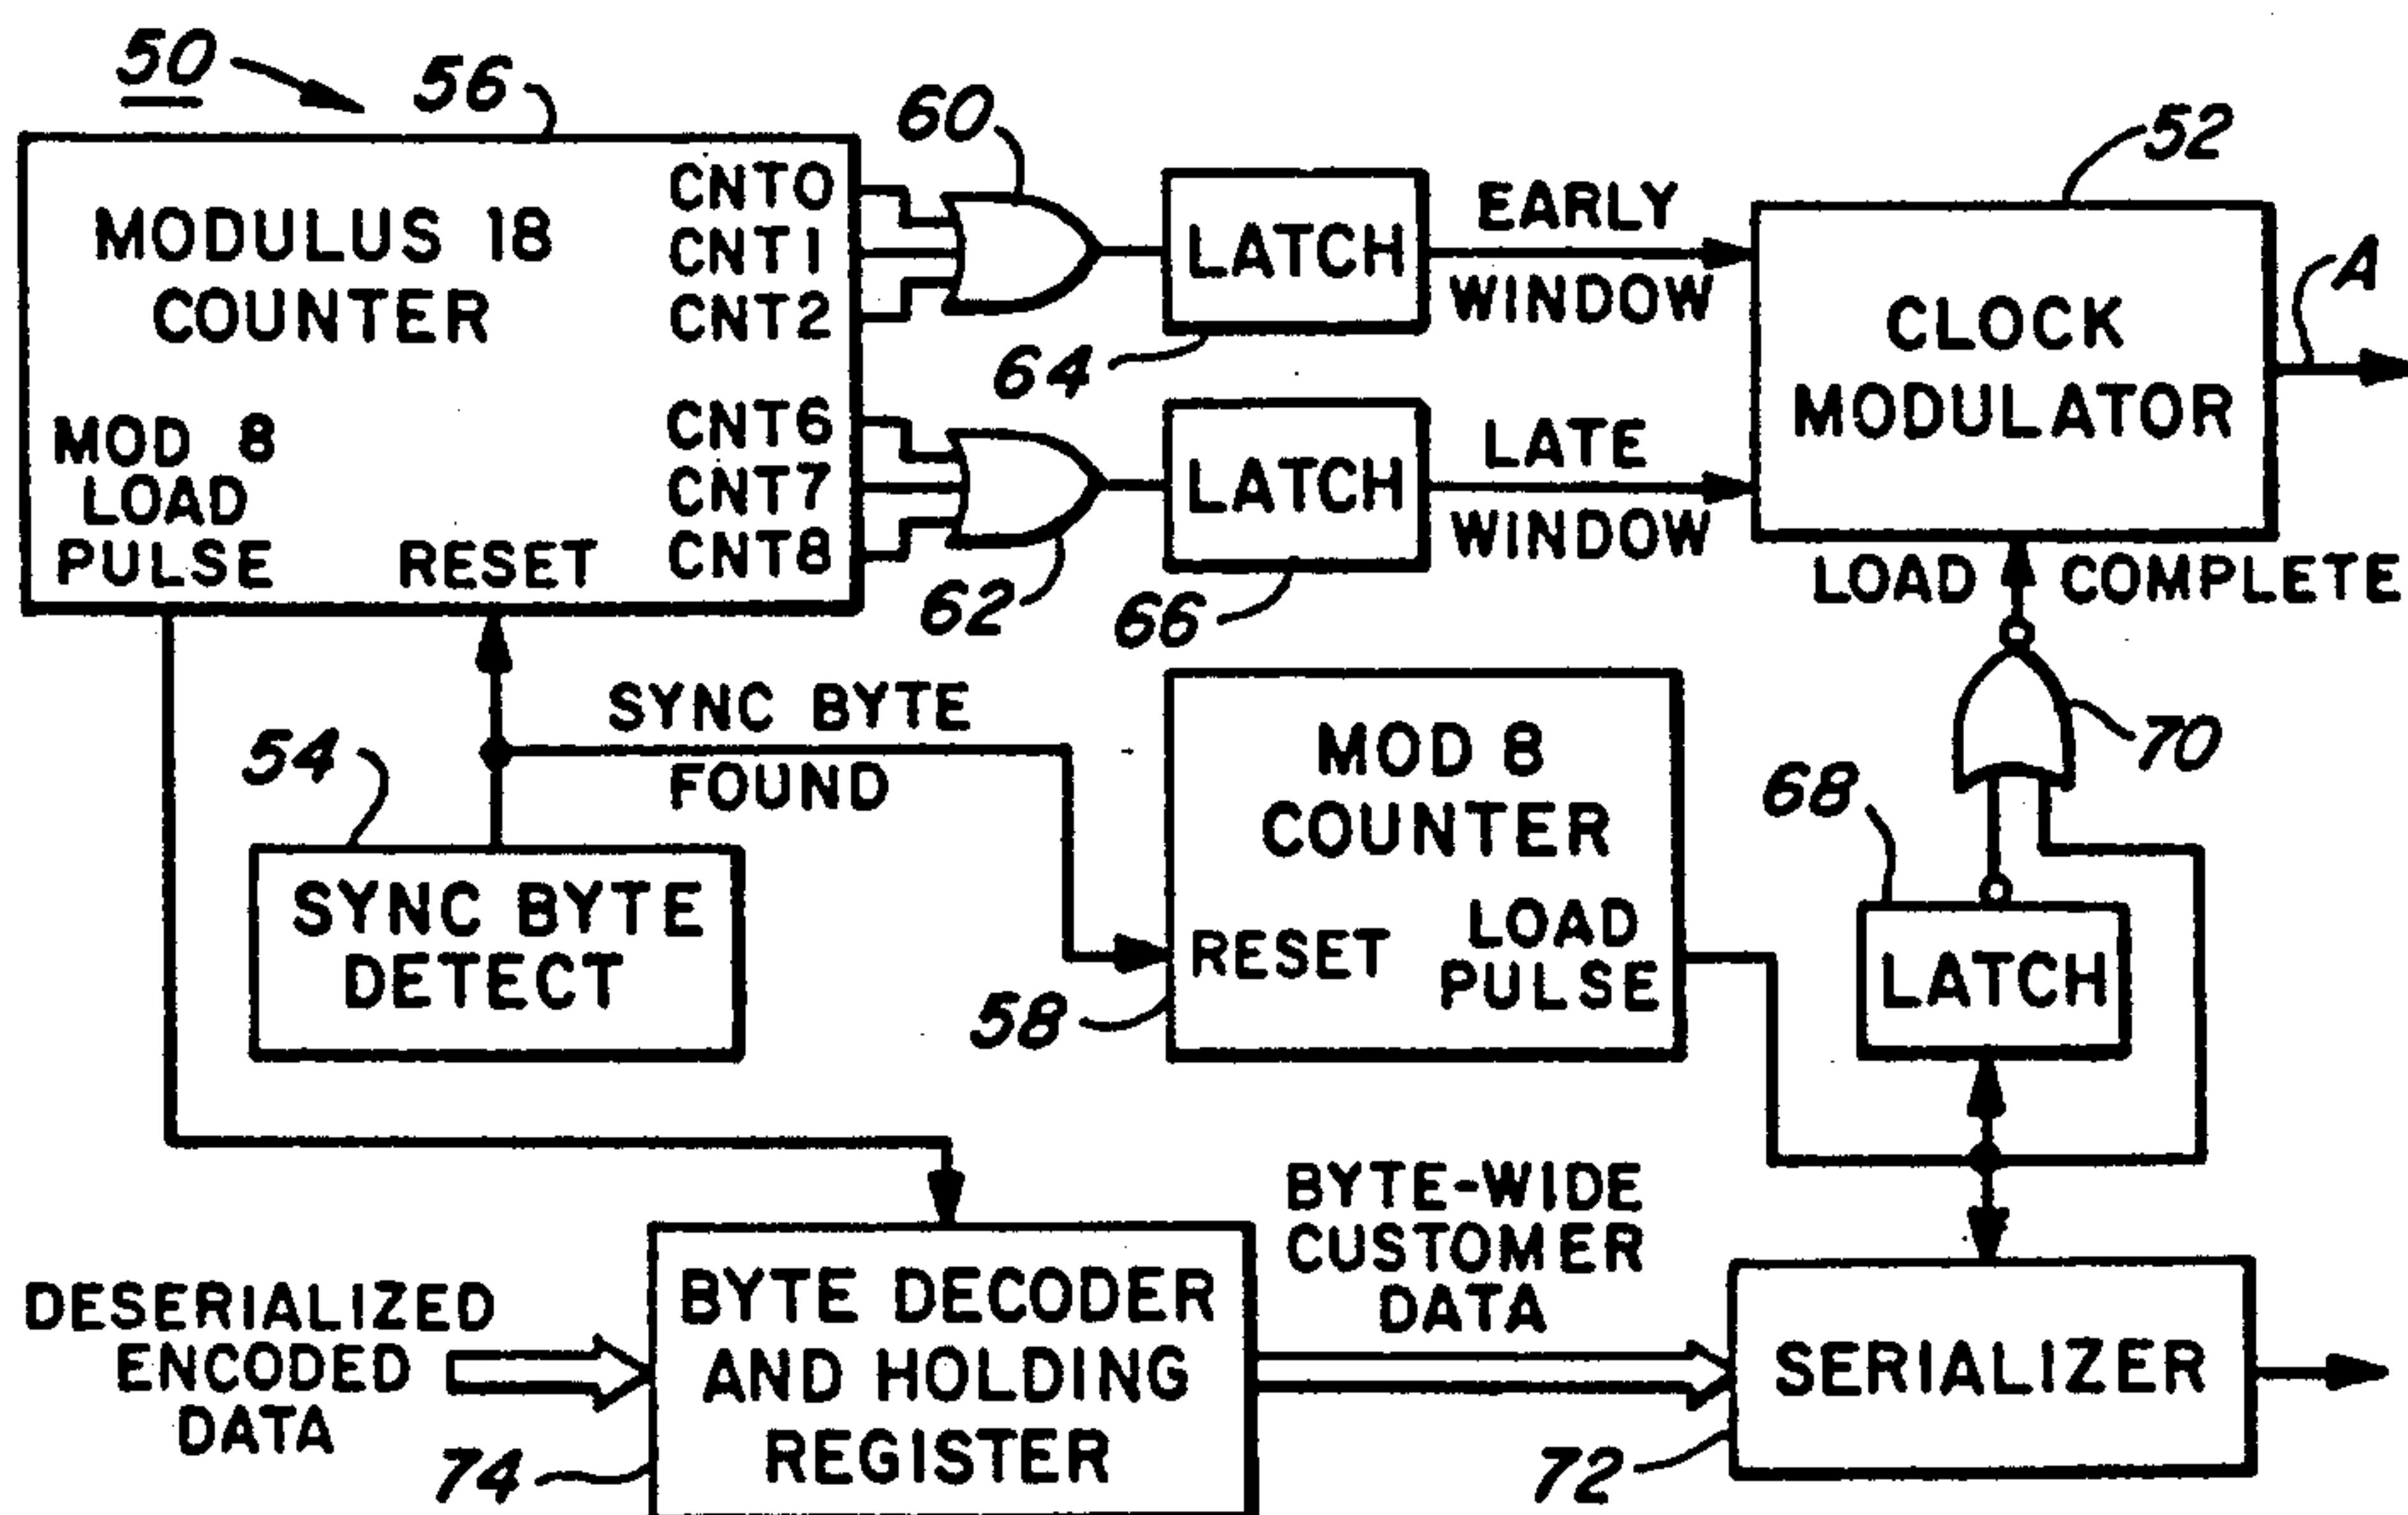 50
56
60
52
MODULUS 18
COUNTER
CNT0
CNT1
CNT2
CNT6
CNT7
CNT8
MOD 8
LOAD
PULSE
RESET
LATCH
EARLY
WINDOW
64
LATCH
LATE
WINDOW
62
66
CLOCK
MODULATOR
A
LOAD COMPLETE
70
SYNC BYTE
FOUND
54
SYNC BYTE
DETECT
MOD 8
COUNTER
RESET
LOAD
PULSE
58
68
LATCH
DESERIALIZED
ENCODED
DATA
BYTE DECODER
AND HOLDING
REGISTER
74
BYTE-WIDE
CUSTOMER
DATA
SERIALIZER
72